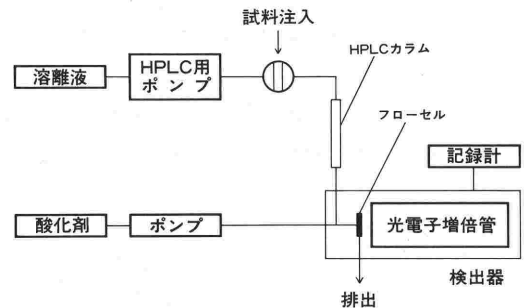 試料注入
HPLCカラム
溶離液
HPLC用
ポンプ
フローセル
記録計
酸化剤
ポンプ
光電子増倍管
検出器
排出